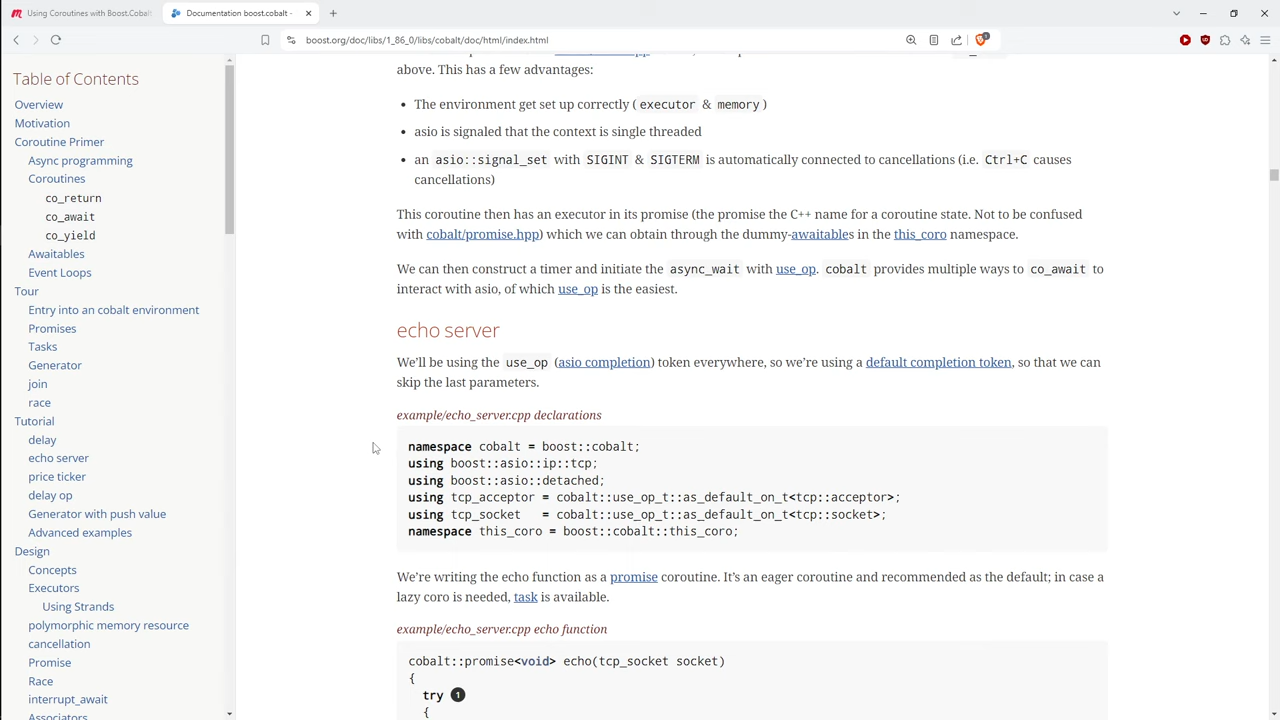 Using Coroutines with Boost.Cobalt
Documentation boost.cobalt -
boost.org/doc/libs/1_86_0/libs/cobalt/doc/html/index.html
Table of Contents
Overview
Motivation
Coroutine Primer
Async programming
Coroutines
co_return
co_await
co_yield
Awaitables
Event Loops
Tour
Entry into an cobalt environment
Promises
Tasks
Generator
join
race
Tutorial
delay
echo server
price ticker
delay op
Generator with push value
Advanced examples
Design
Concepts
Executors
Using Strands
polymorphic memory resource
cancellation
Promise
Race
interrupt_await
Associators
above. This has a few advantages:
• The environment get set up correctly ( executor & memory )
• asio is signaled that the context is single threaded
• an asio::signal_set with SIGINT & SIGTERM is automatically connected to cancellations (i.e. Ctrl+C causes
cancellations)
This coroutine then has an executor in its promise (the promise the C++ name for a coroutine state. Not to be confused
with cobalt/promise.hpp) which we can obtain through the dummy-awaitables in the this_coro namespace.
We can then construct a timer and initiate the async_wait with use_op. cobalt provides multiple ways to co_await to
interact with asio, of which use_op is the easiest.
echo server
We'll be using the use_op (asio completion) token everywhere, so we're using a default completion token, so that we can
skip the last parameters.
example/echo_server.cpp declarations
namespace cobalt = boost::cobalt;
using boost::asio::ip::tcp;
using boost::asio::detached;
using tcp_acceptor = cobalt::use_op_t::as_default_on_t<tcp::acceptor>;
using tcp_socket = cobalt::use_op_t::as_default_on_t<tcp::socket>;
namespace this_coro = boost::cobalt::this_coro;
We're writing the echo function as a promise coroutine. It's an eager coroutine and recommended as the default; in case a
lazy coro is needed, task is available.
example/echo_server.cpp echo function
cobalt::promise<void> echo(tcp_socket socket)
{
try 1
{